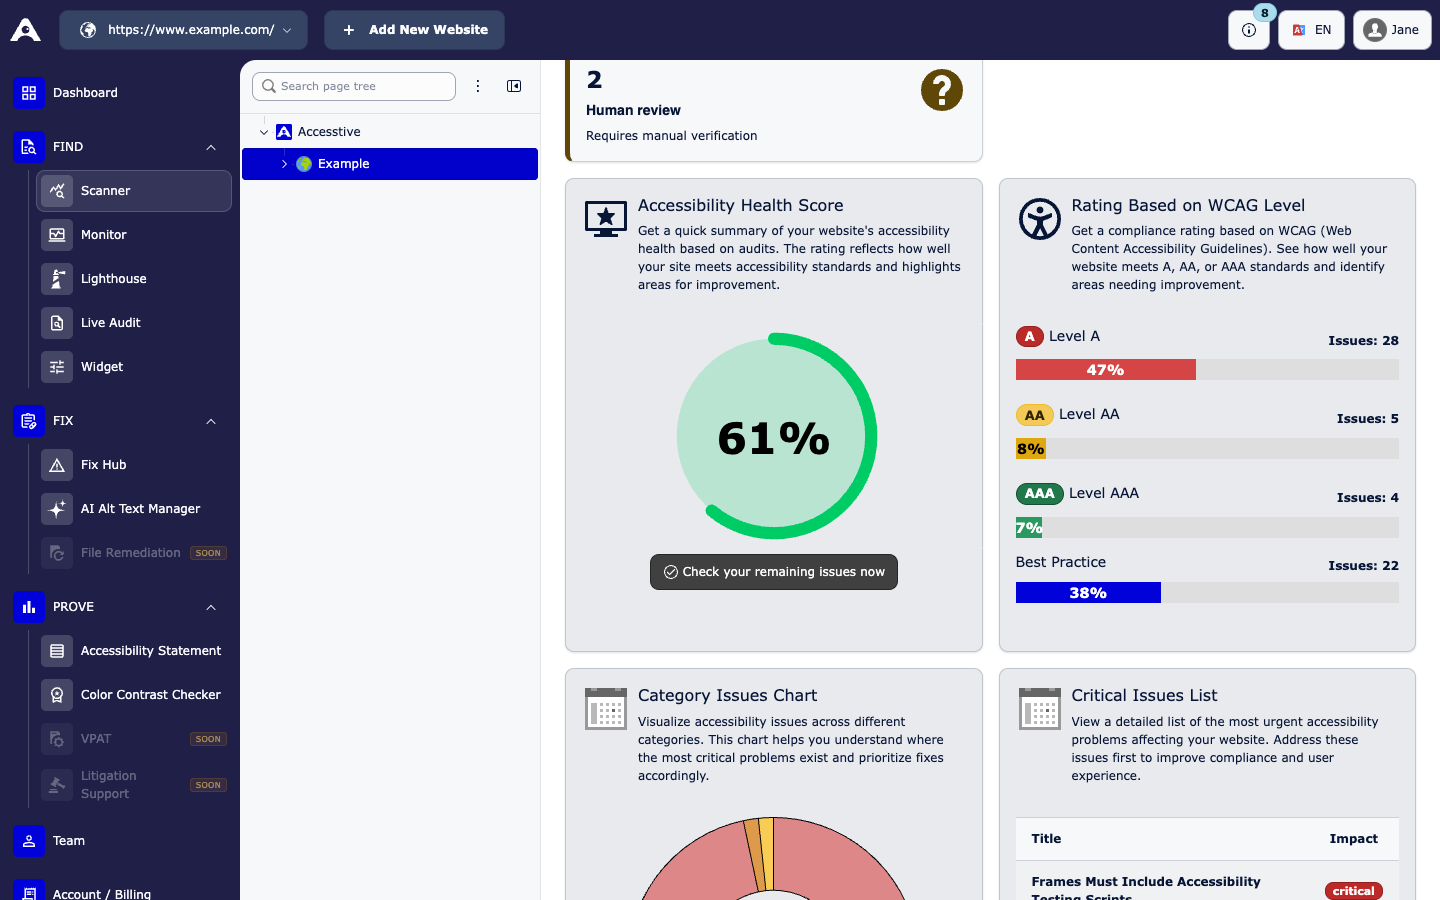 https://www.example.com/
Add New Website
8
EN
Jane
Dashboard
FIND
Scanner
Monitor
Lighthouse
Live Audit
Widget
FIX
Fix Hub
AI Alt Text Manager
File Remediation SOON
PROVE
Accessibility Statement
Color Contrast Checker
VPAT SOON
Litigation
Support
SOON
Team
Account / Billing
Search page tree
Accesstive
Example
2
Human review
Requires manual verification
Accessibility Health Score
Get a quick summary of your website's accessibility
health based on audits. The rating reflects how well
your site meets accessibility standards and highlights
areas for improvement.
61%
Check your remaining issues now
Rating Based on WCAG Level
Get a compliance rating based on WCAG (Web
Content Accessibility Guidelines). See how well your
website meets A, AA, or AAA standards and identify
areas needing improvement.
A Level A
Issues: 28
47%
AA Level AA
Issues: 5
8%
AAA Level AAA
Issues: 4
7%
Best Practice
Issues: 22
38%
Category Issues Chart
Visualize accessibility issues across different
categories. This chart helps you understand where
the most critical problems exist and prioritize fixes
accordingly.
Critical Issues List
View a detailed list of the most urgent accessibility
problems affecting your website. Address these
issues first to improve compliance and user
experience.
Title Impact
Frames Must Include Accessibility
Testing Scripts
critical